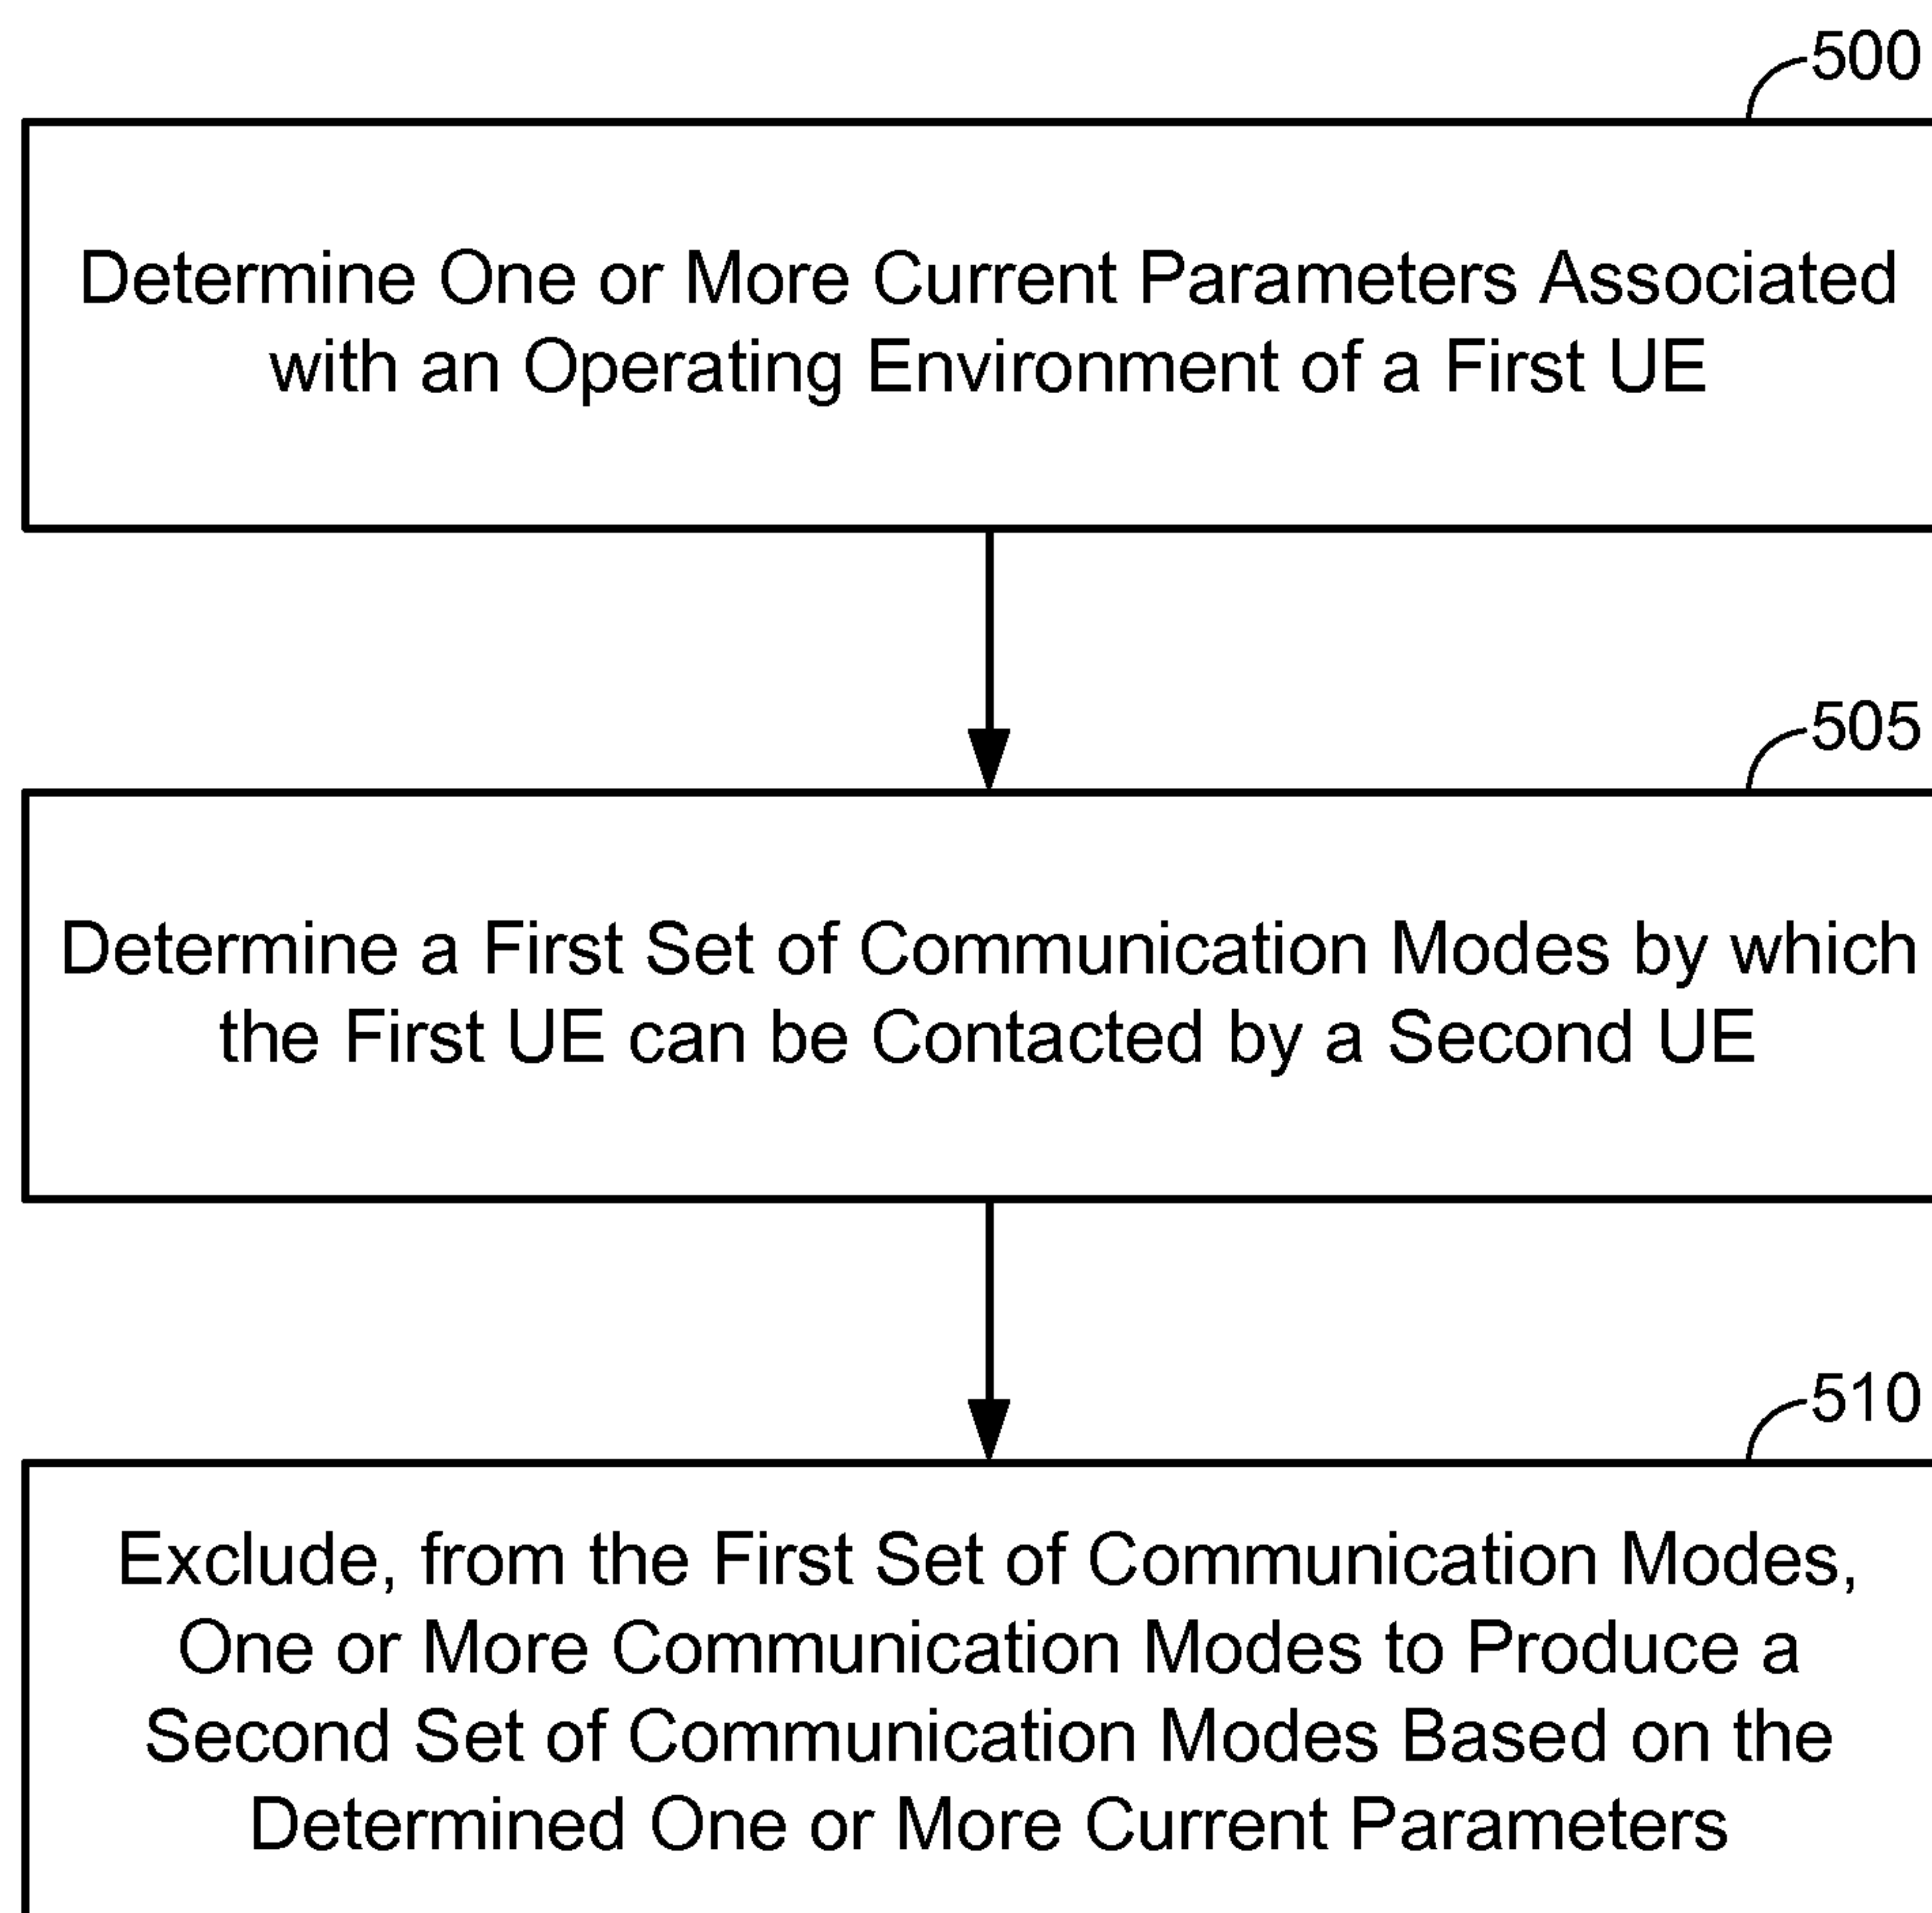 500
Determine One or More Current Parameters Associated
with an Operating Environment of a First UE
505
Determine a First Set of Communication Modes by which
the First UE can be Contacted by a Second UE
510
Exclude, from the First Set of Communication Modes,
One or More Communication Modes to Produce a
Second Set of Communication Modes Based on the
Determined One or More Current Parameters